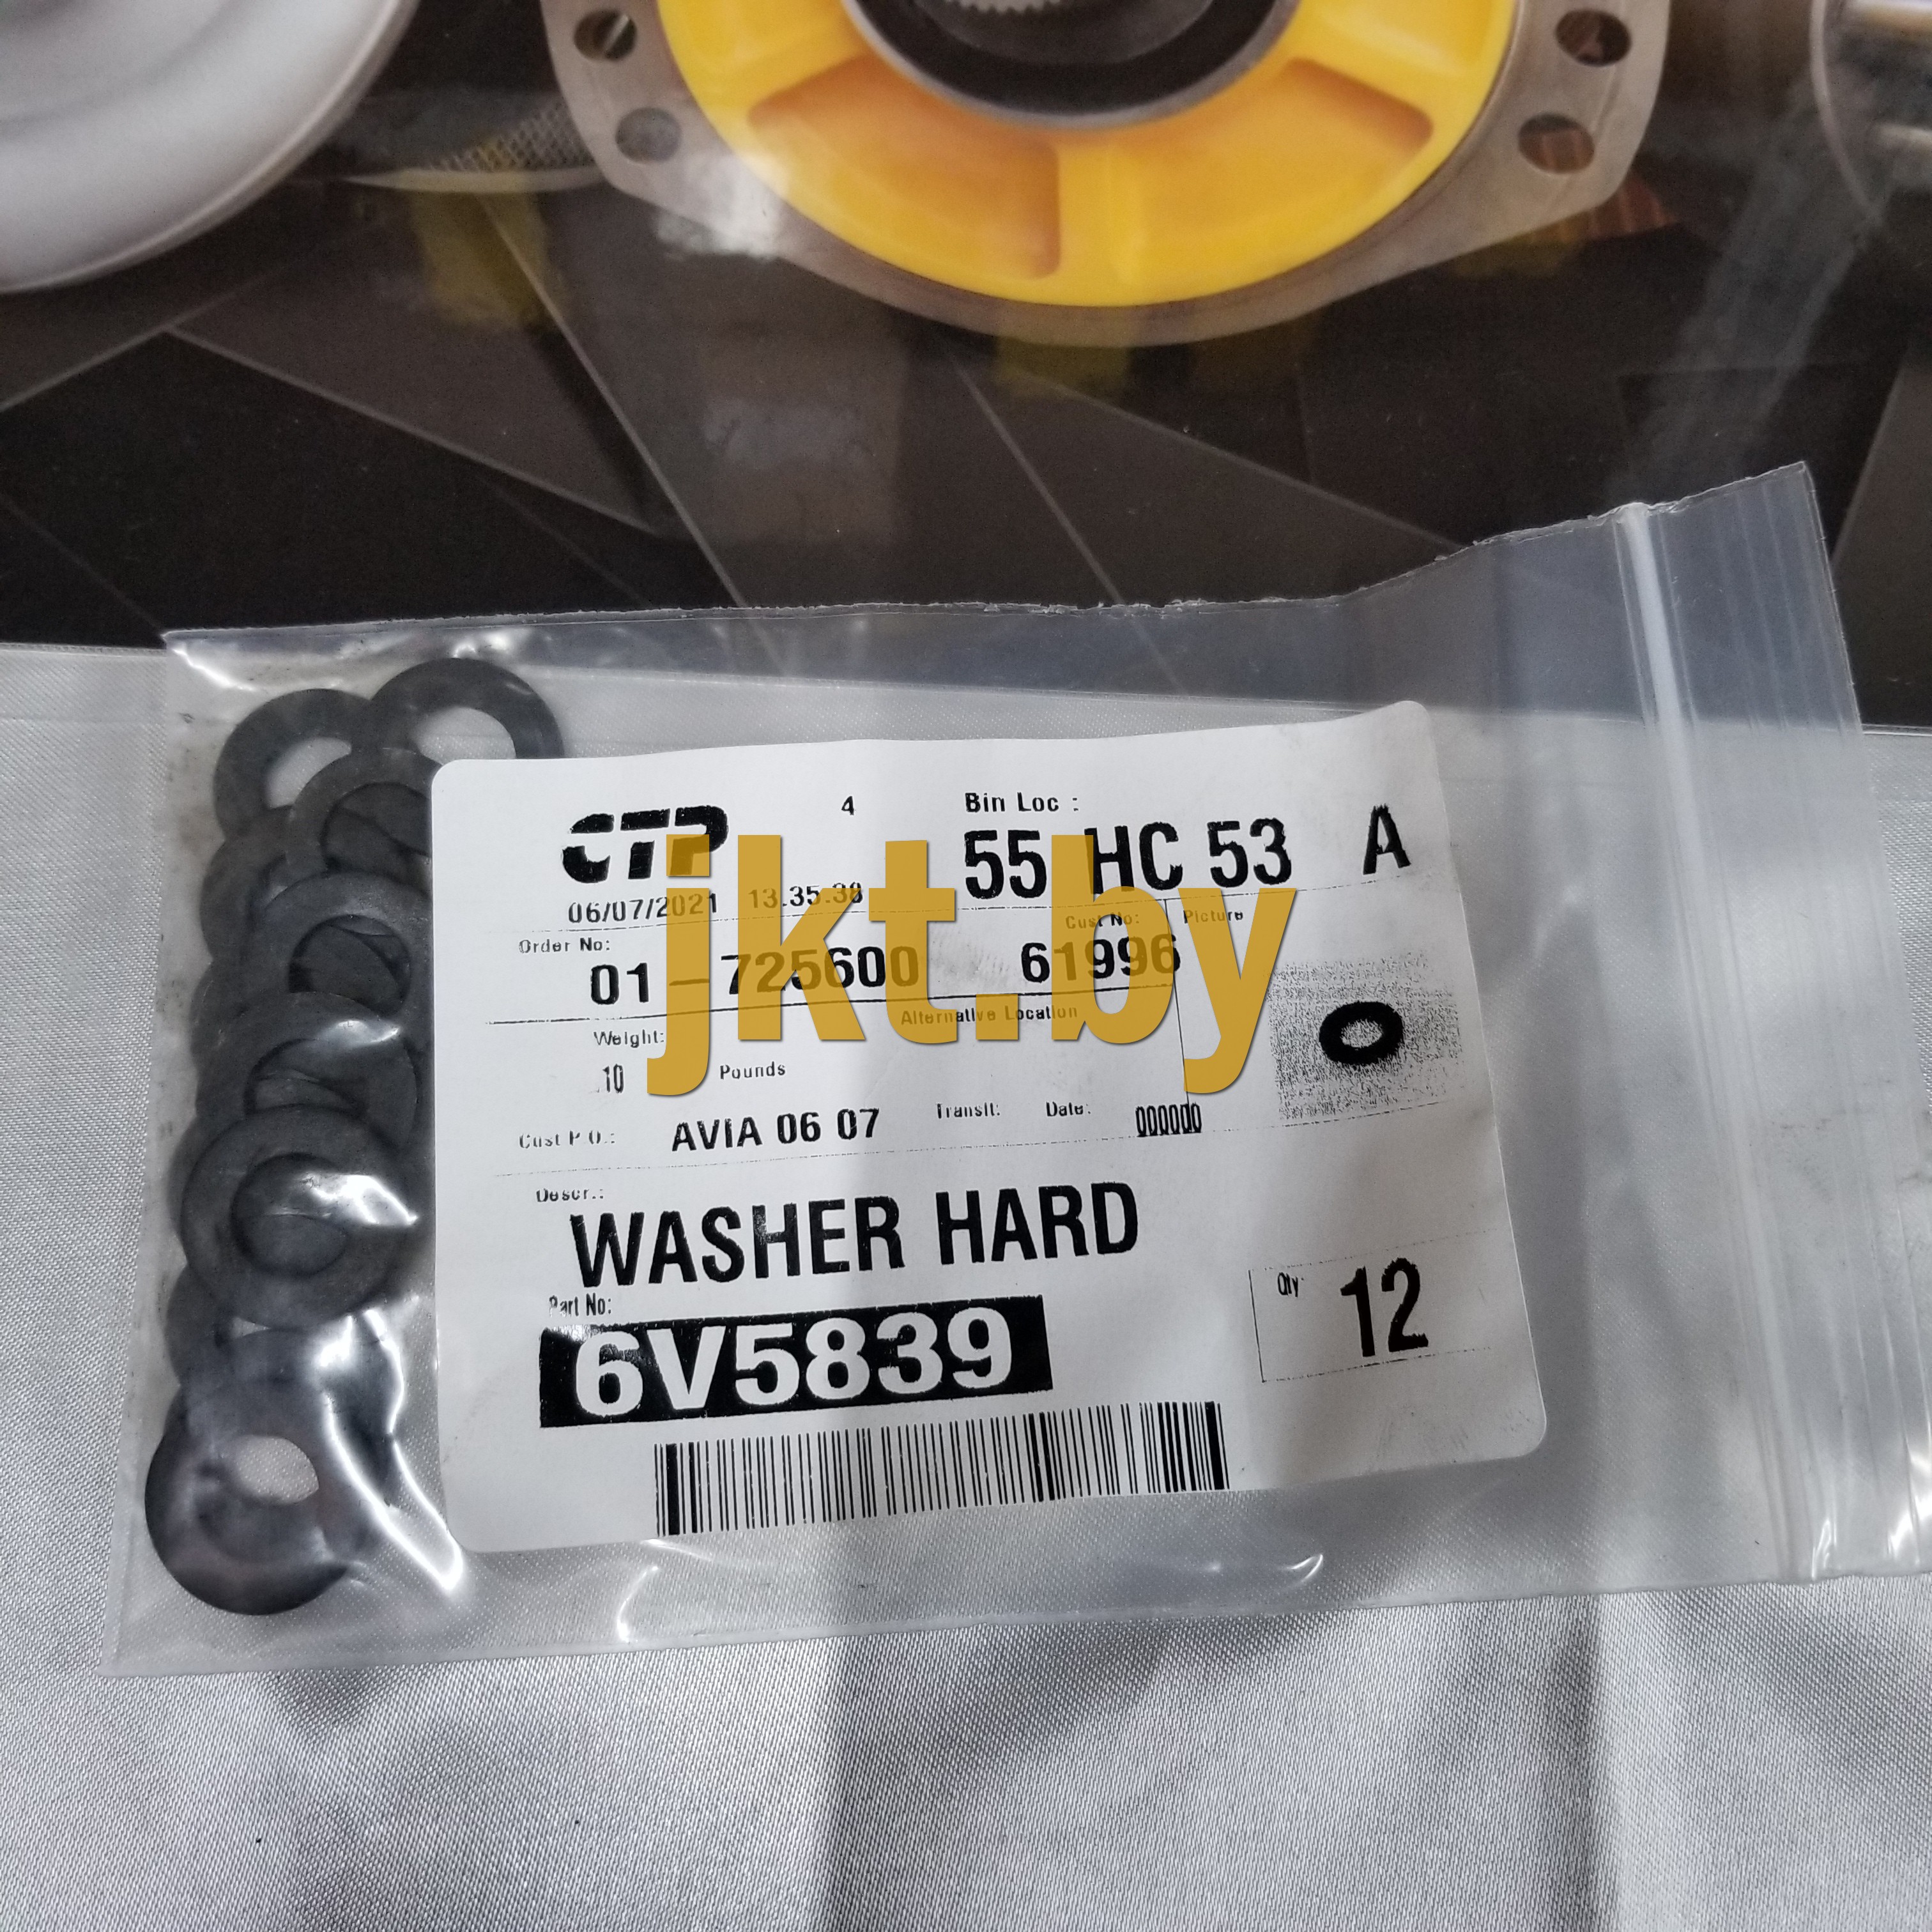 CTP
4
Bin Loc :
55 HC 53 A
06/07/2021 13.35.38
Order No:
Cust No:
Picture
01 - 725600 61996
Weight:
Alternative Location
.10 Pounds
Cust P.O.: AVIA 06 07 Transit: Date: 000000
Descr.:
WASHER HARD
Part No:
6V5839
Qty 12
jkt.by